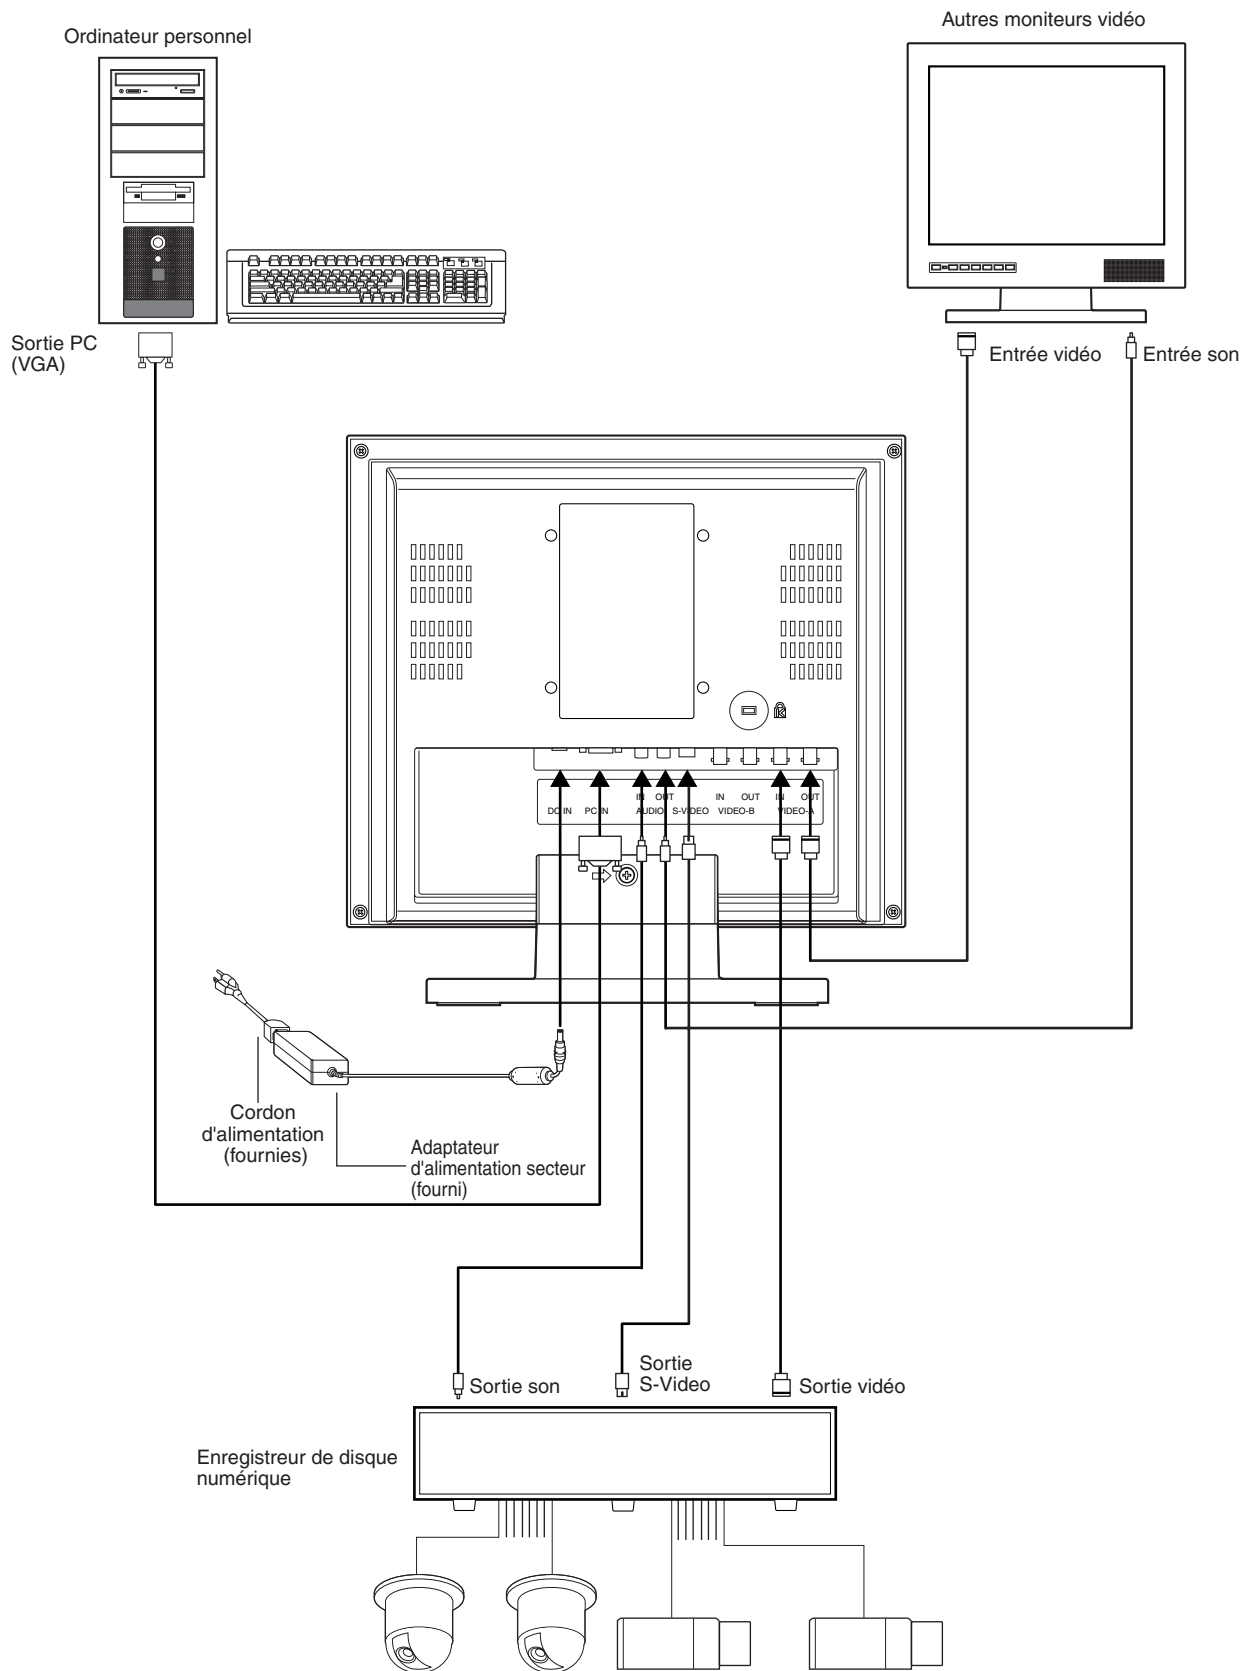 Autres moniteurs vidéo
Ordinateur personnel
Sortie PC
(VGA)
Entrée vidéo
Entrée son
IN OUT IN OUT IN OUT
DC IN PC IN AUDIO S-VIDEO VIDEO-B VIDEO-A
Cordon
d'alimentation
(fournies)
Adaptateur
d'alimentation secteur
(fourni)
Sortie son
Sortie
S-Video
Sortie vidéo
Enregistreur de disque
numérique